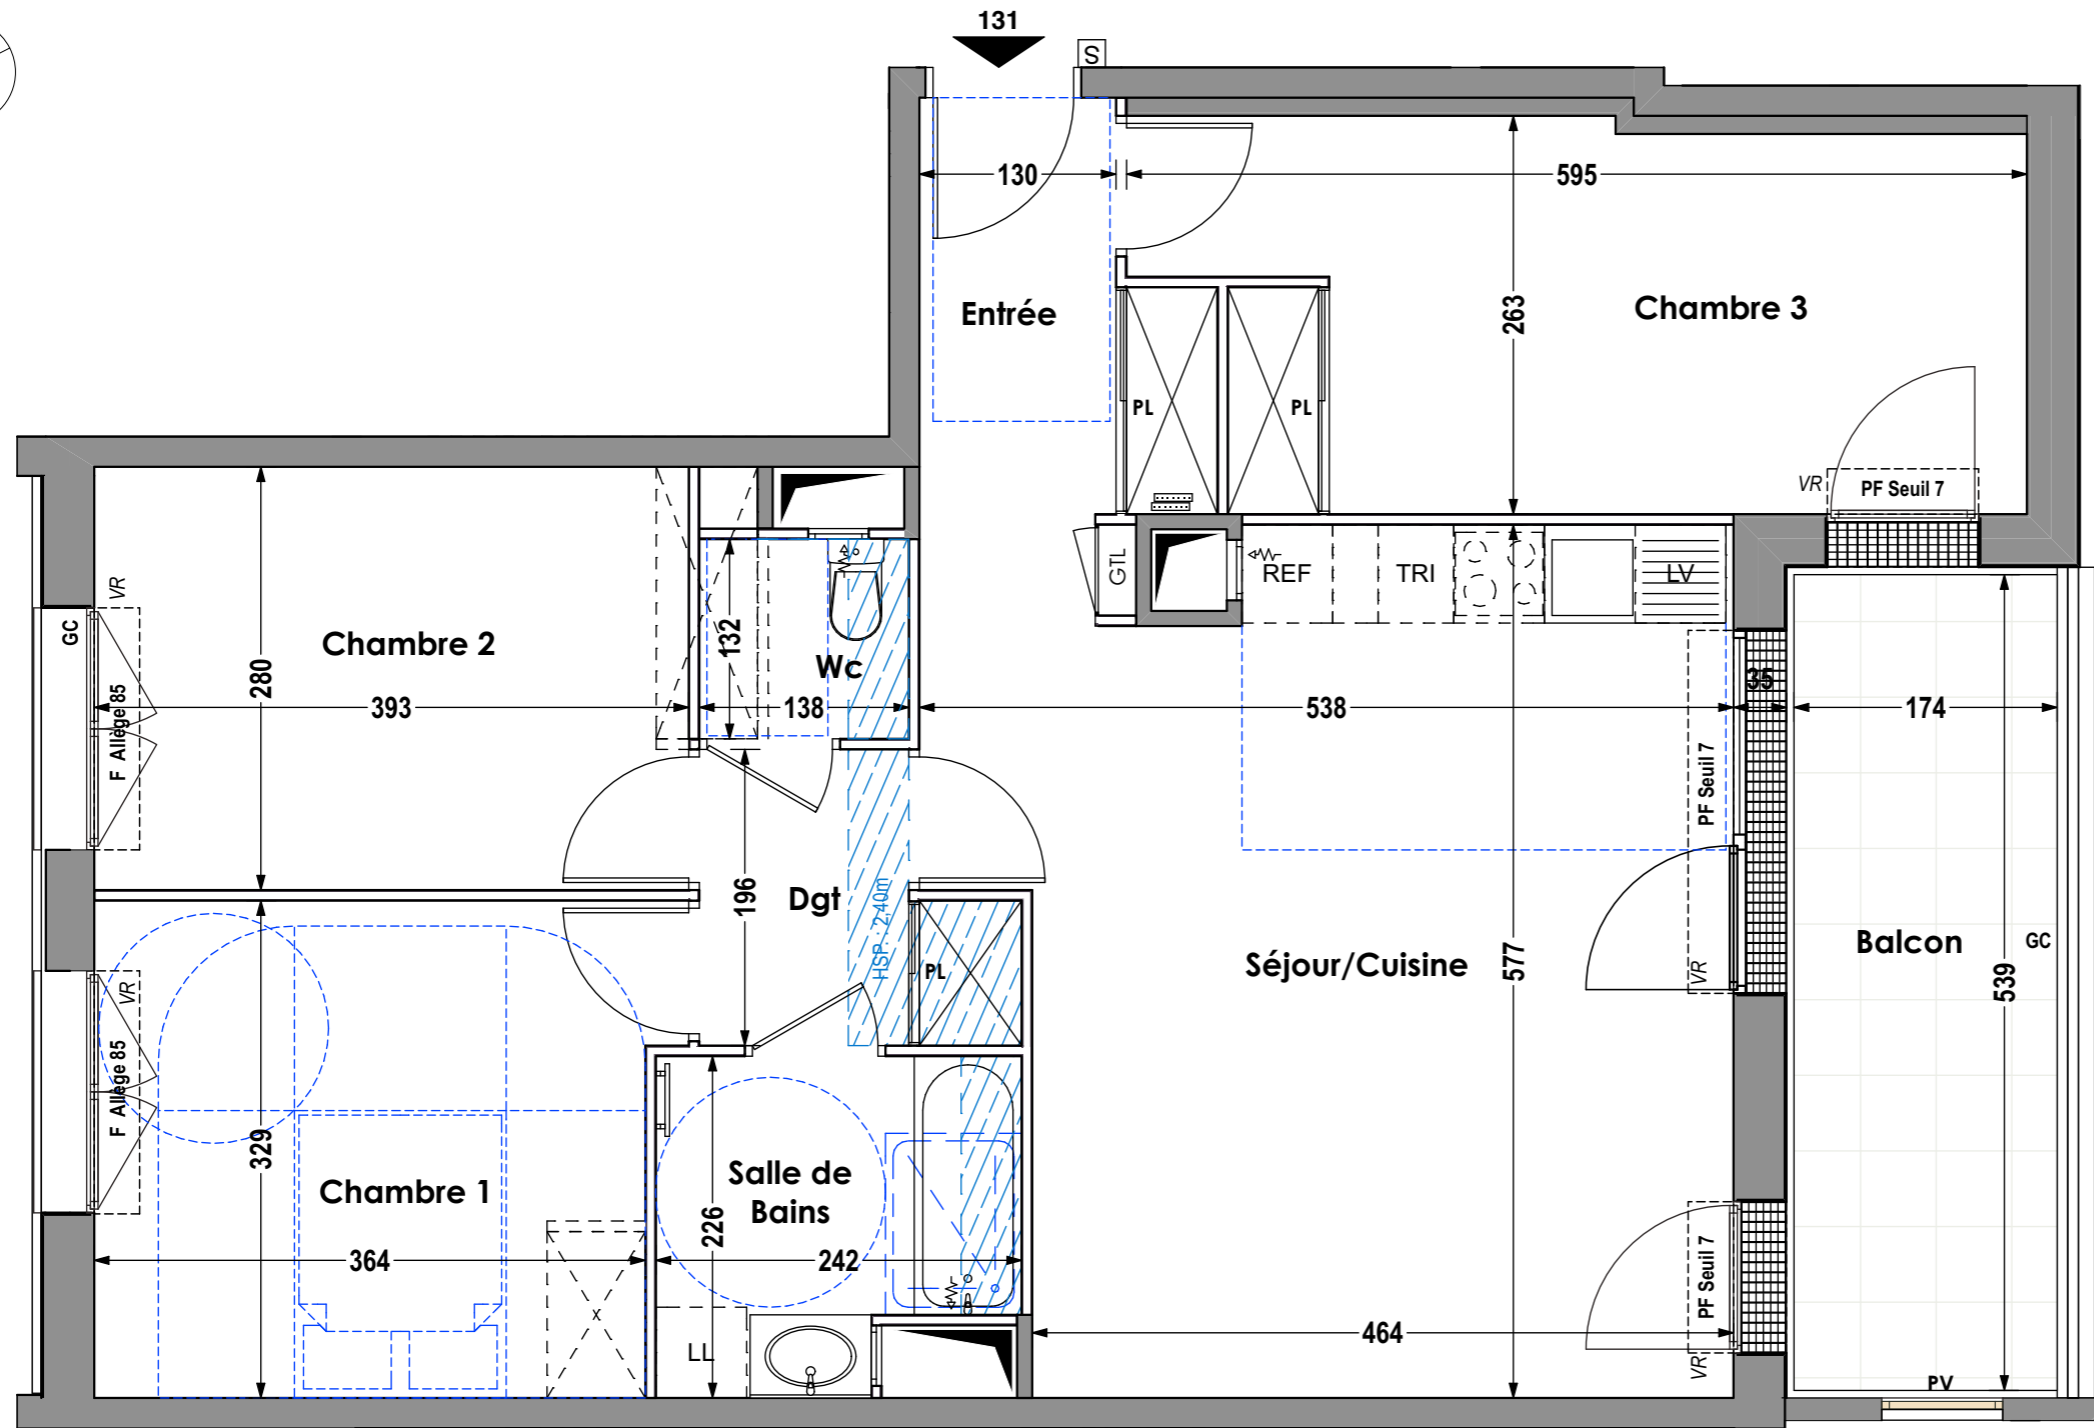 131
S
130
595
Entrée
263
Chambre 3
PL
PL
VR
PF Seuil 7
GTL
REF
TRI
LV
VR
GC
F Allège 85
Chambre 2
280
393
132
Wc
138
538
35
174
PF Seuil 7
VR
196
Dgt
HSP. : 2,40m
PL
Séjour/Cuisine
577
Balcon
GC
539
VR
F Allège 85
329
Chambre 1
364
x
226
Salle de
Bains
242
LL
464
PF Seuil 7
VR
PV